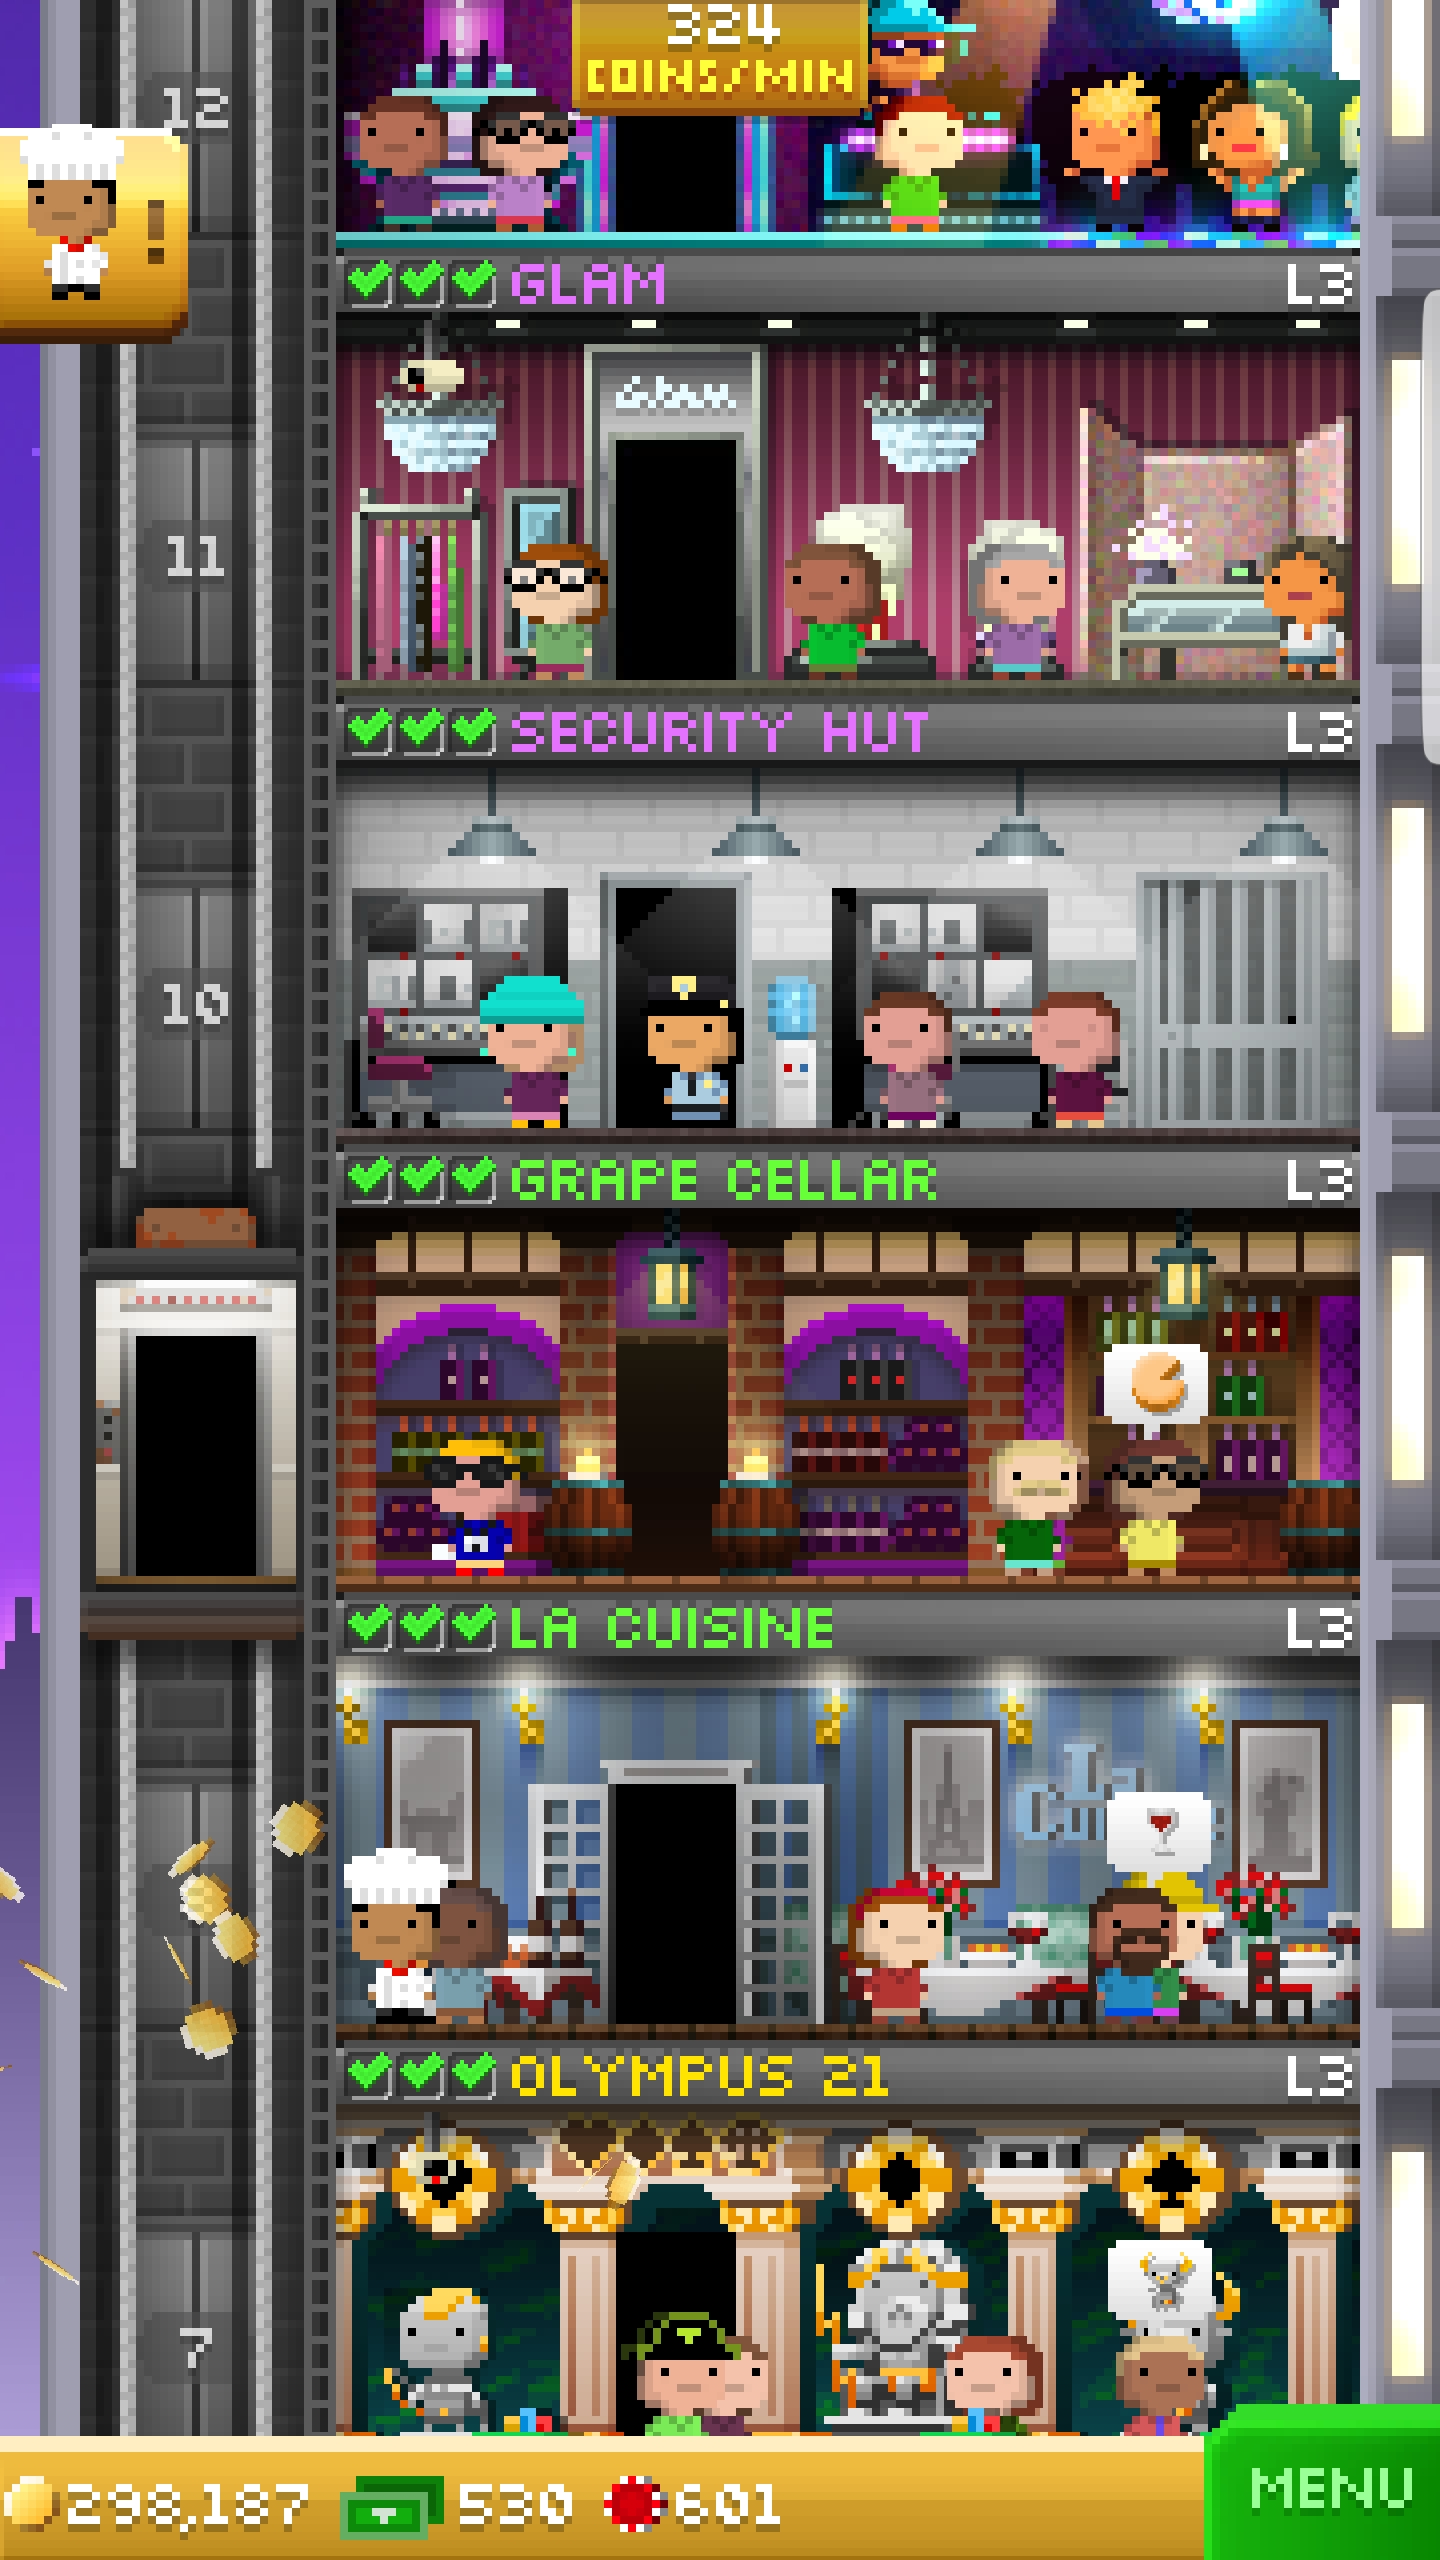 324
COINS/MIN
12
!
GLAM L3
Glam
11
SECURITY HUT L3
10
GRAPE CELLAR L3
LA CUISINE L3
La
OLYMPUS 21 L3
7
298,187 530 601
MENU